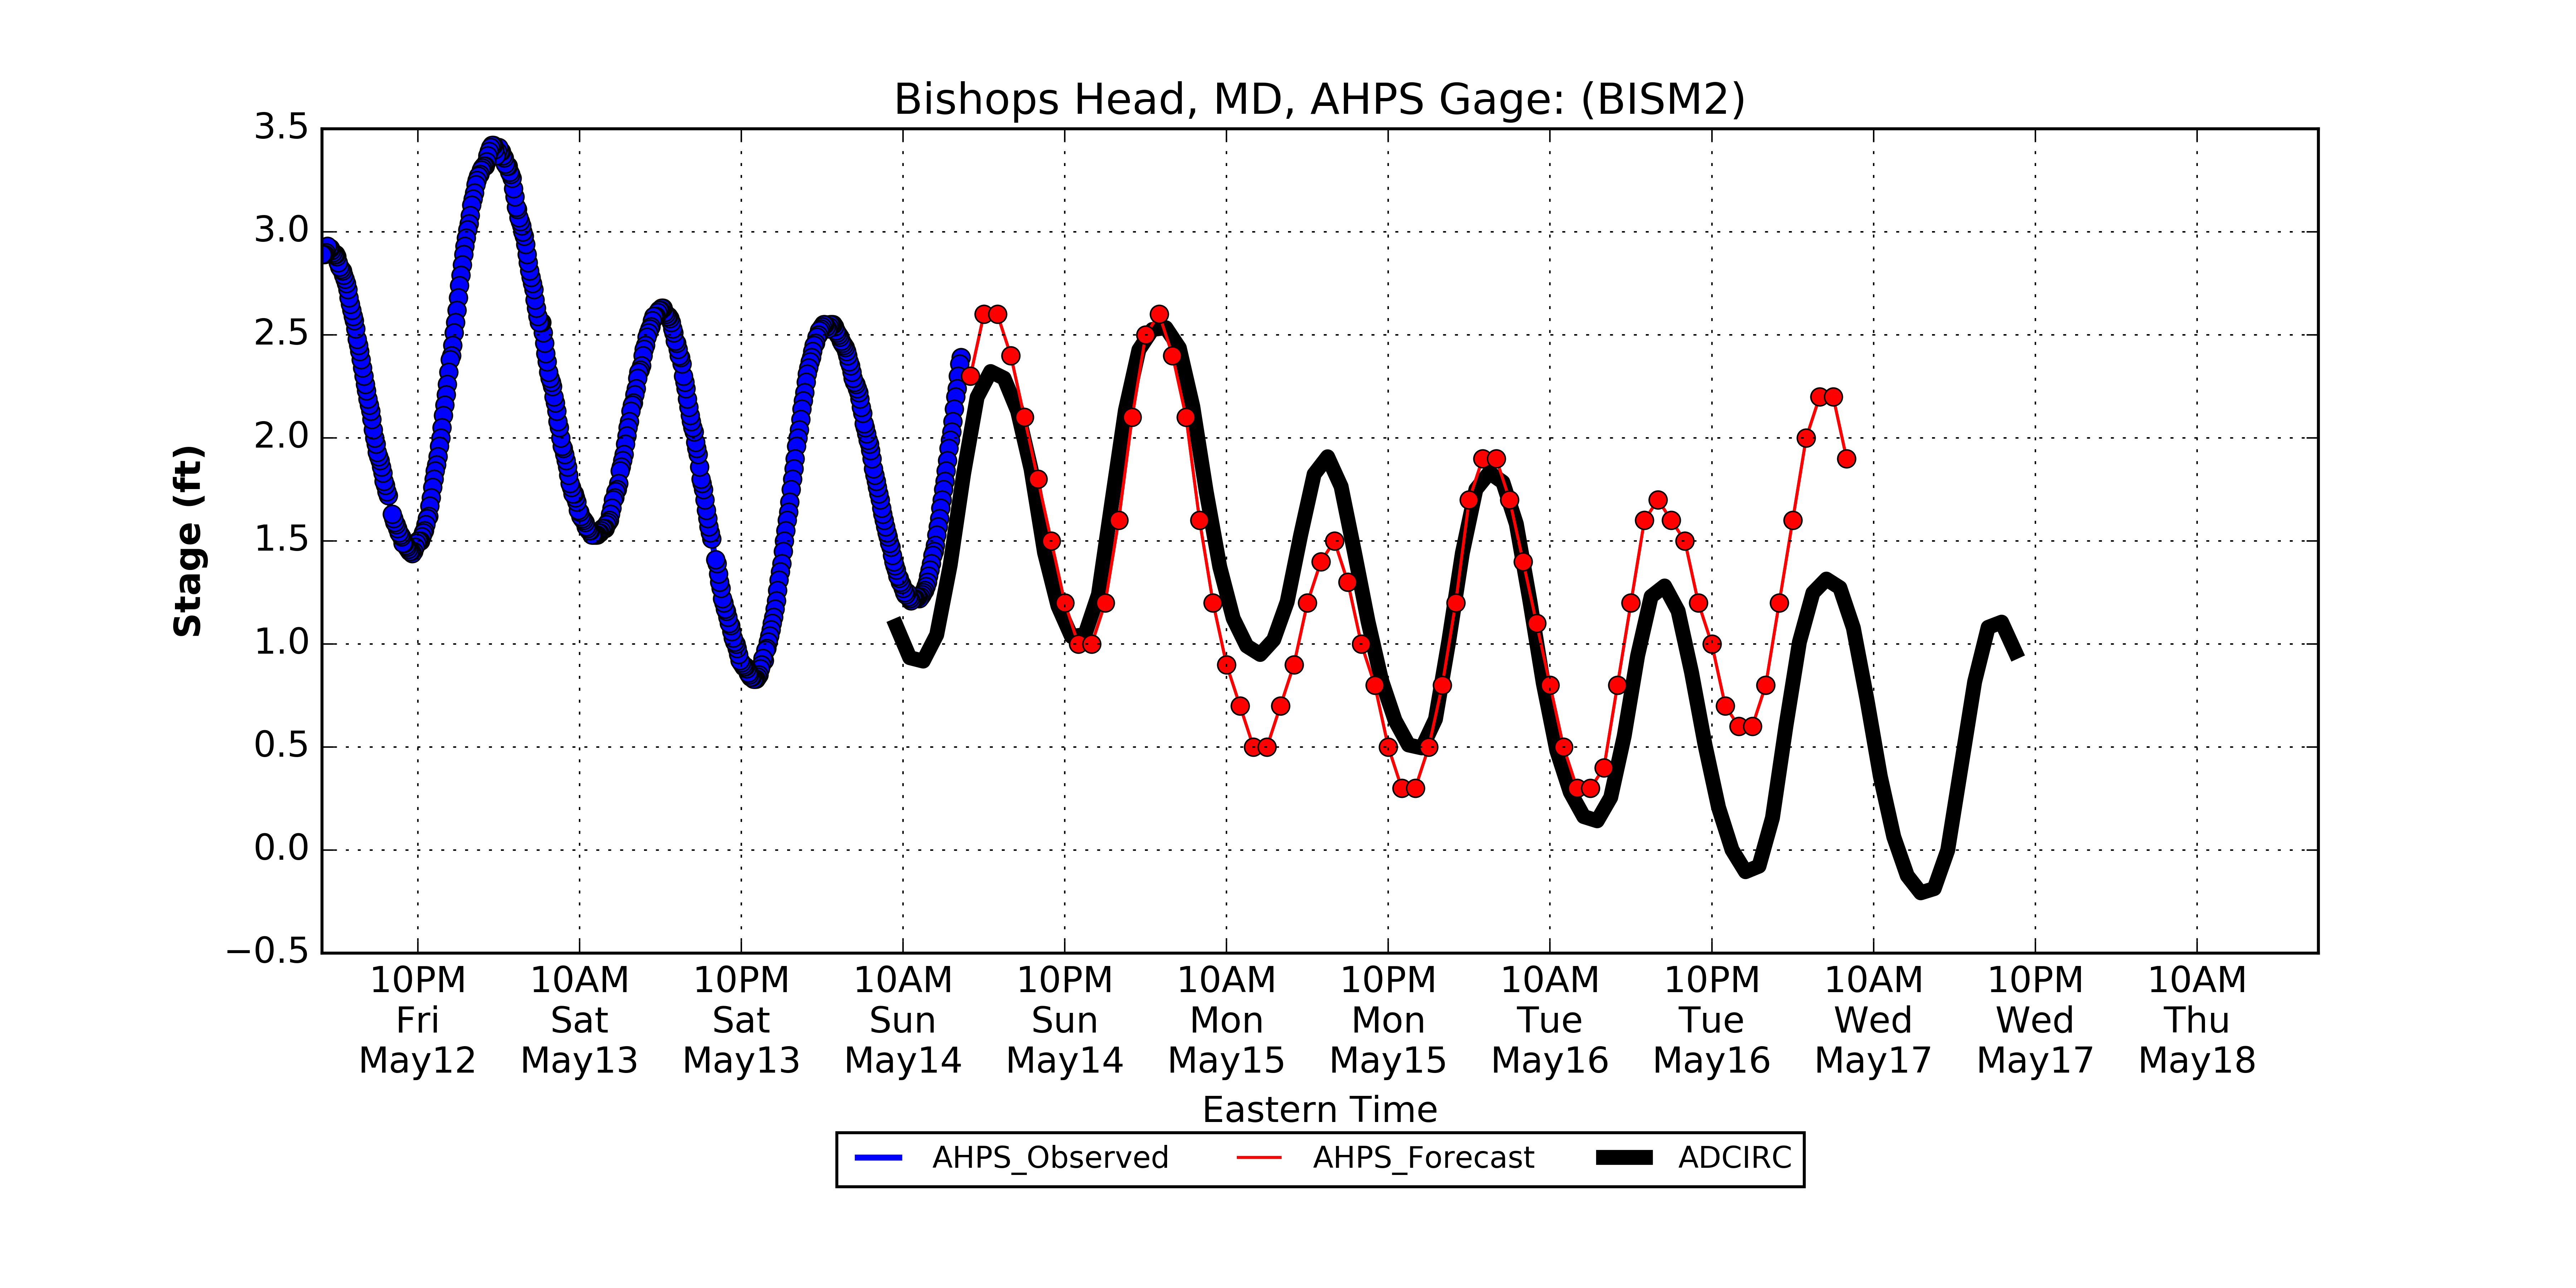 Bishops Head, MD, AHPS Gage: (BISM2)
Stage (ft)
3.5
3.0
2.5
2.0
1.5
1.0
0.5
0.0
−0.5
10PM 10AM 10PM 10AM 10PM 10AM 10PM 10AM 10PM 10AM 10PM 10AM
Fri Sat Sat Sun Sun Mon Mon Tue Tue Wed Wed Thu
May12 May13 May13 May14 May14 May15 May15 May16 May16 May17 May17 May18
Eastern Time
AHPS_Observed AHPS_Forecast ADCIRC